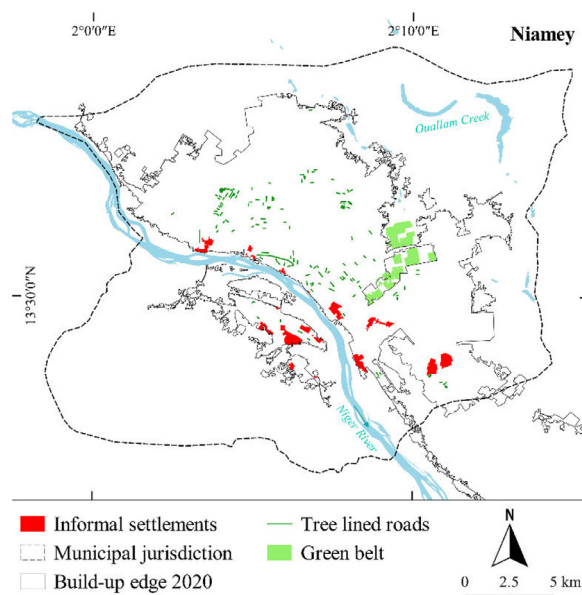 2°0′0″E
2°10′0″E
Niamey
Ouallam Creek
13°30′0″N
Niger River
Informal settlements
Municipal jurisdiction
Build-up edge 2020
Tree lined roads
Green belt
N
0 2.5 5 km